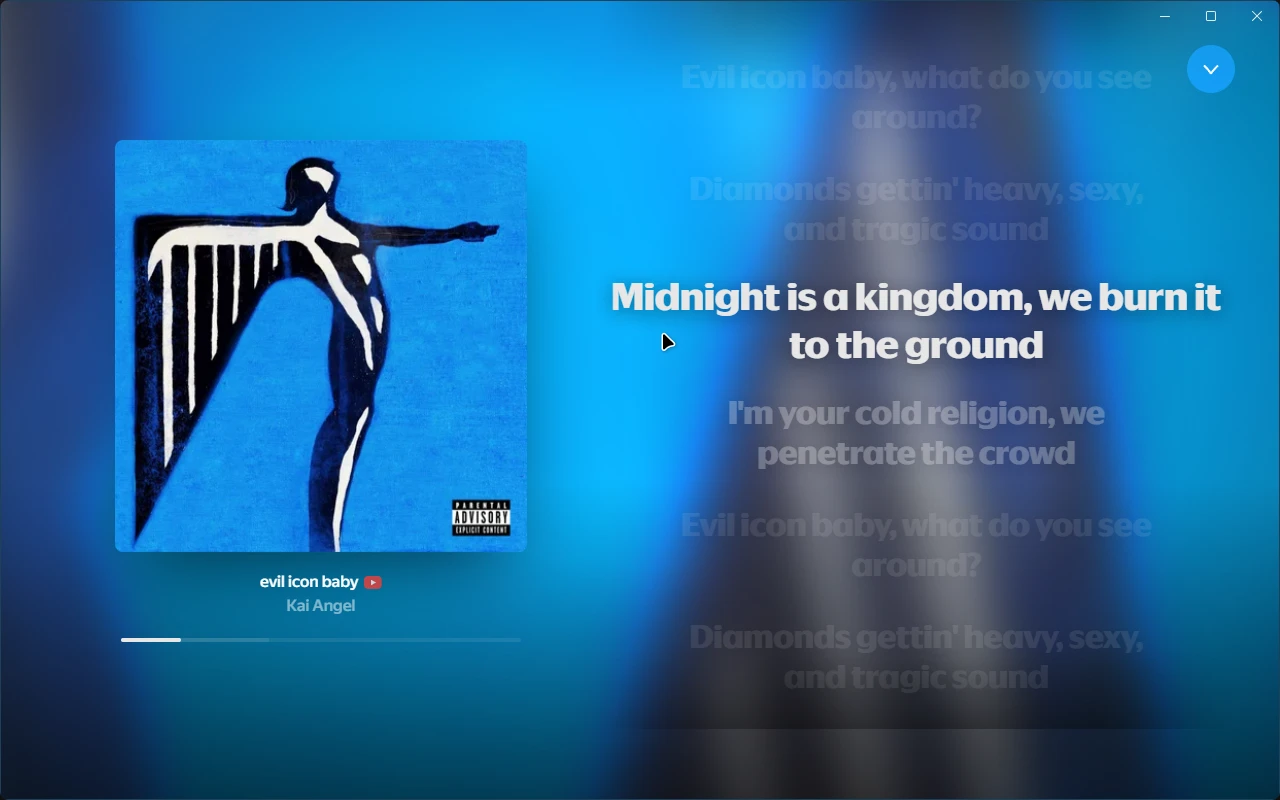 Evil icon baby, what do you see
around?
Diamonds gettin' heavy, sexy,
and tragic sound
Midnight is a kingdom, we burn it
to the ground
I'm your cold religion, we
penetrate the crowd
Evil icon baby, what do you see
around?
Diamonds gettin' heavy, sexy,
and tragic sound
PARENTAL
ADVISORY
EXPLICIT CONTENT
evil icon baby
Kai Angel